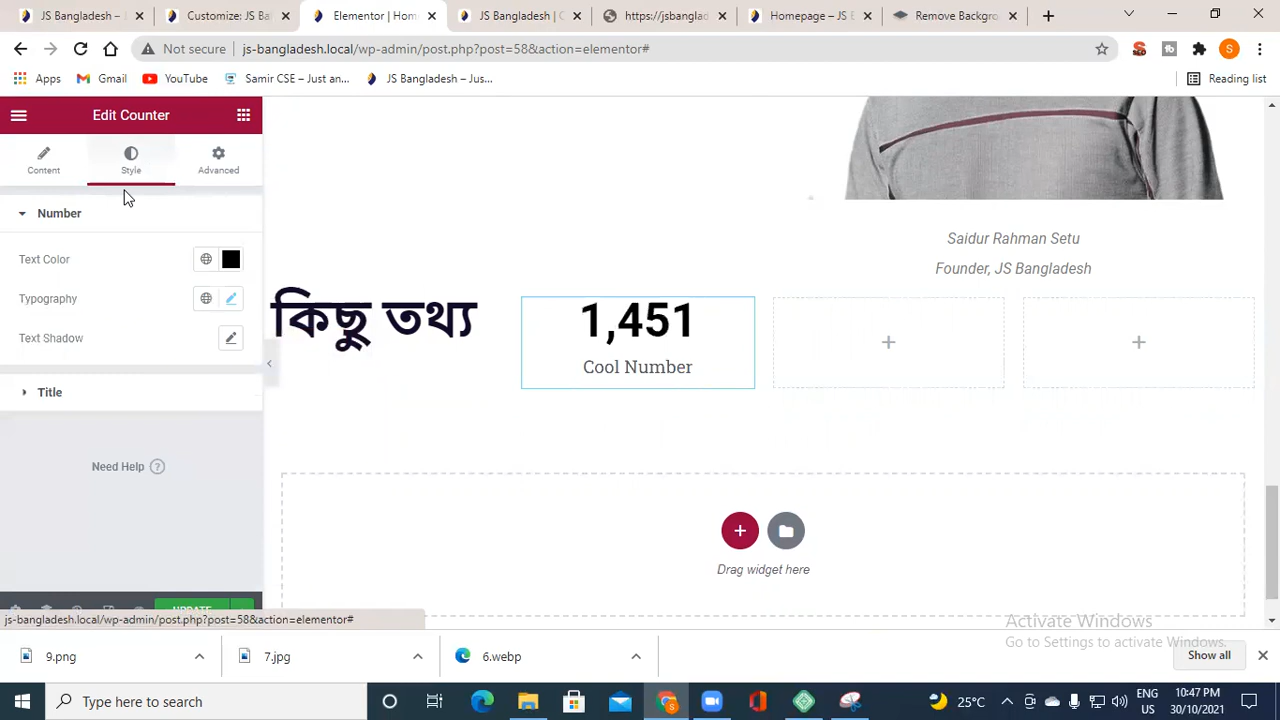 JS Bangladesh –
Customize: JS Ba
Elementor | Hom
JS Bangladesh | C
https://jsbanglad
Homepage – JS E
Remove Backgro
Not secure
js-bangladesh.local/wp-admin/post.php?post=58&action=elementor#
Apps
Gmail
YouTube
Samir CSE – Just an...
JS Bangladesh – Jus...
Reading list
Edit Counter
Content
Style
Advanced
Number
Text Color
Typography
Text Shadow
Title
Need Help
Saidur Rahman Setu
Founder, JS Bangladesh
কিছু তথ্য
1,451
Cool Number
Drag widget here
UPDATE
js-bangladesh.local/wp-admin/post.php?post=58&action=elementor#
Activate Windows
Go to Settings to activate Windows.
9.png
7.jpg
6.webp
Show all
Type here to search
25°C
ENG
US
10:47 PM
30/10/2021